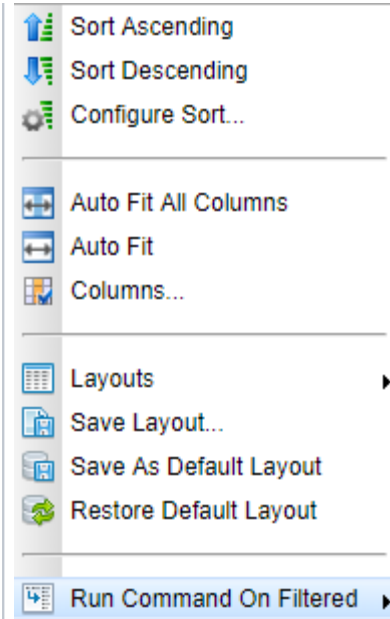 Sort Ascending
Sort Descending
Configure Sort...
Auto Fit All Columns
Auto Fit
Columns...
Layouts
Save Layout...
Save As Default Layout
Restore Default Layout
Run Command On Filtered